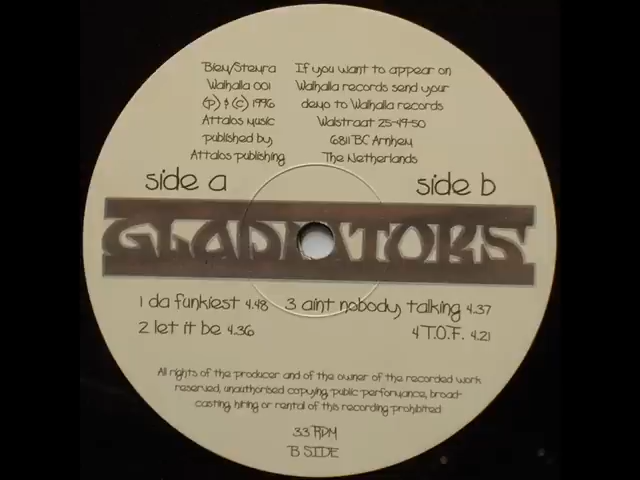 Biem/Stemra
Walhalla 001
(P) & (C) 1996
Attalos Music
published by
Attalos publishing
If you want to appear on
Walhalla records send your
demo to Walhalla records
Walstraat 25-49-50
6811 BC Arnhem
The Netherlands
side a
side b
GLADIATORS
1 da funkiest 4.48
2 let it be 4.36
3 aint nobody talking 4.37
4 T.O.F. 4.21
All rights of the producer and of the owner of the recorded work
reserved, unauthorised copying, public performance, broad-
casting, hiring or rental of this recording prohibited
33 RPM
B SIDE